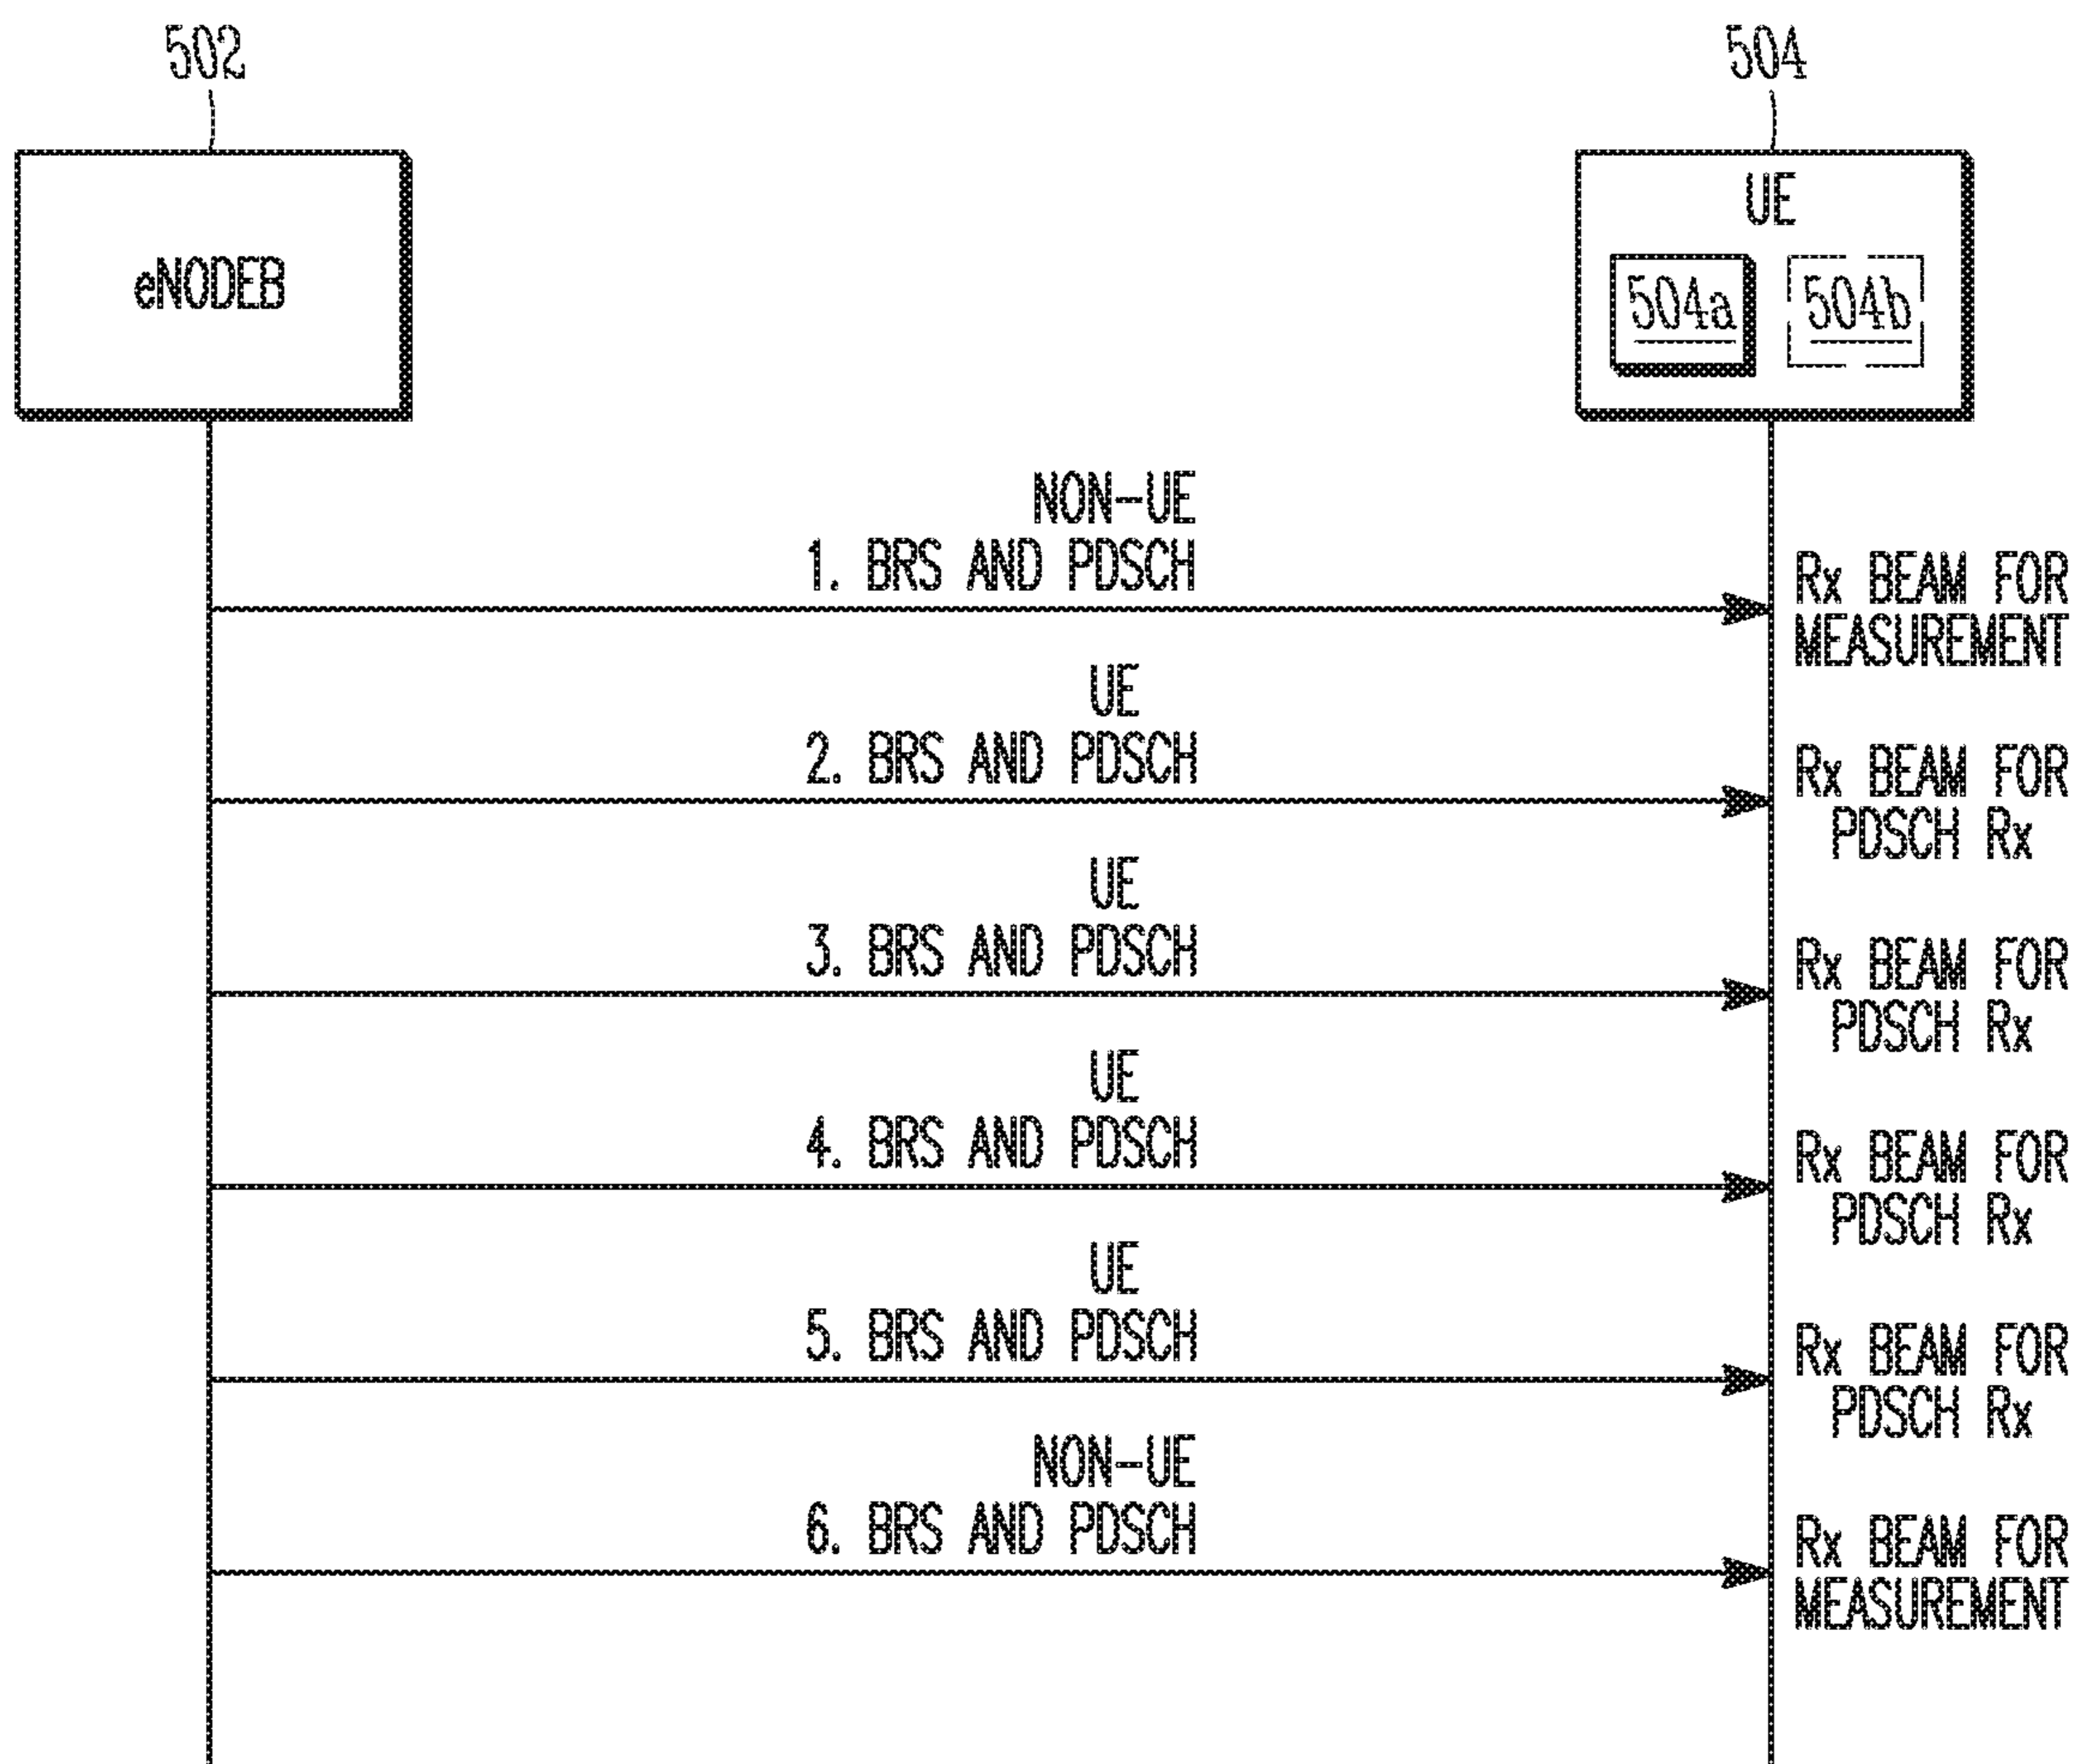 502
504
eNODEB
UE
504a
504b
NON-UE
1. BRS AND PDSCH
Rx BEAM FOR
MEASUREMENT
UE
2. BRS AND PDSCH
Rx BEAM FOR
PDSCH Rx
UE
3. BRS AND PDSCH
Rx BEAM FOR
PDSCH Rx
UE
4. BRS AND PDSCH
Rx BEAM FOR
PDSCH Rx
UE
5. BRS AND PDSCH
Rx BEAM FOR
PDSCH Rx
NON-UE
6. BRS AND PDSCH
Rx BEAM FOR
MEASUREMENT